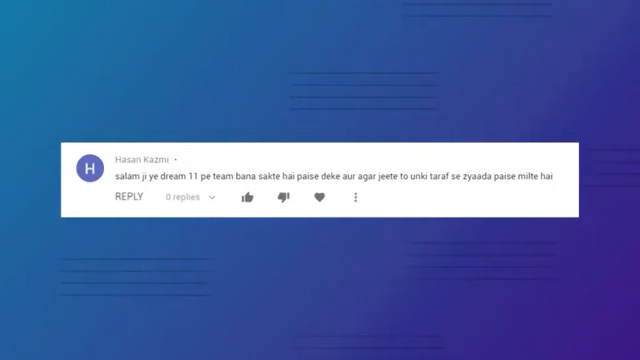 H
Hasan Kazmi •
salam ji ye dream 11 pe team bana sakte hai paise deke aur agar jeete to unki taraf se zyaada paise milte hai
REPLY 0 replies